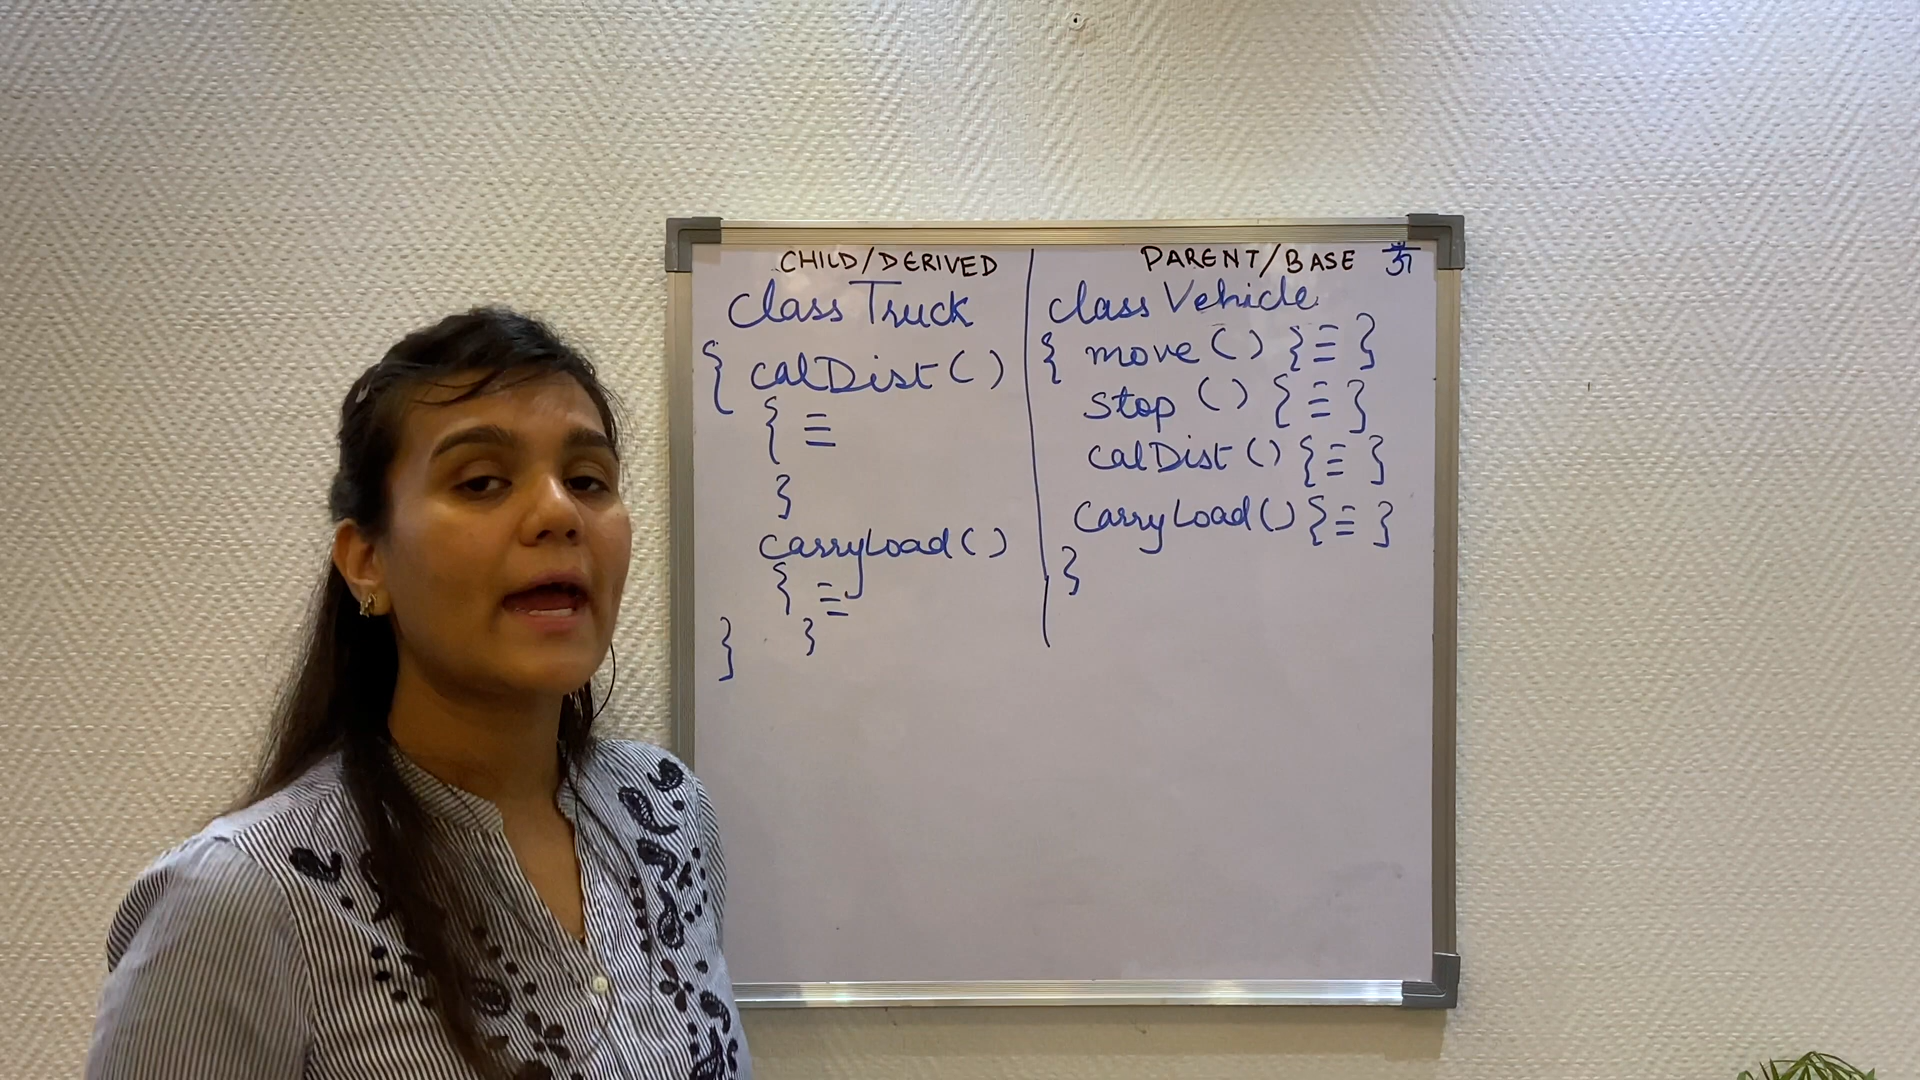 CHILD/DERIVED
class Truck
{ calDist ( )
{ ≡
}
carryLoad ( )
{ ≡
}
}
PARENT/BASE ॐ
class Vehicle
{ move ( ) { ≡ }
stop ( ) { ≡ }
calDist ( ) { ≡ }
carryLoad ( ) { ≡ }
}